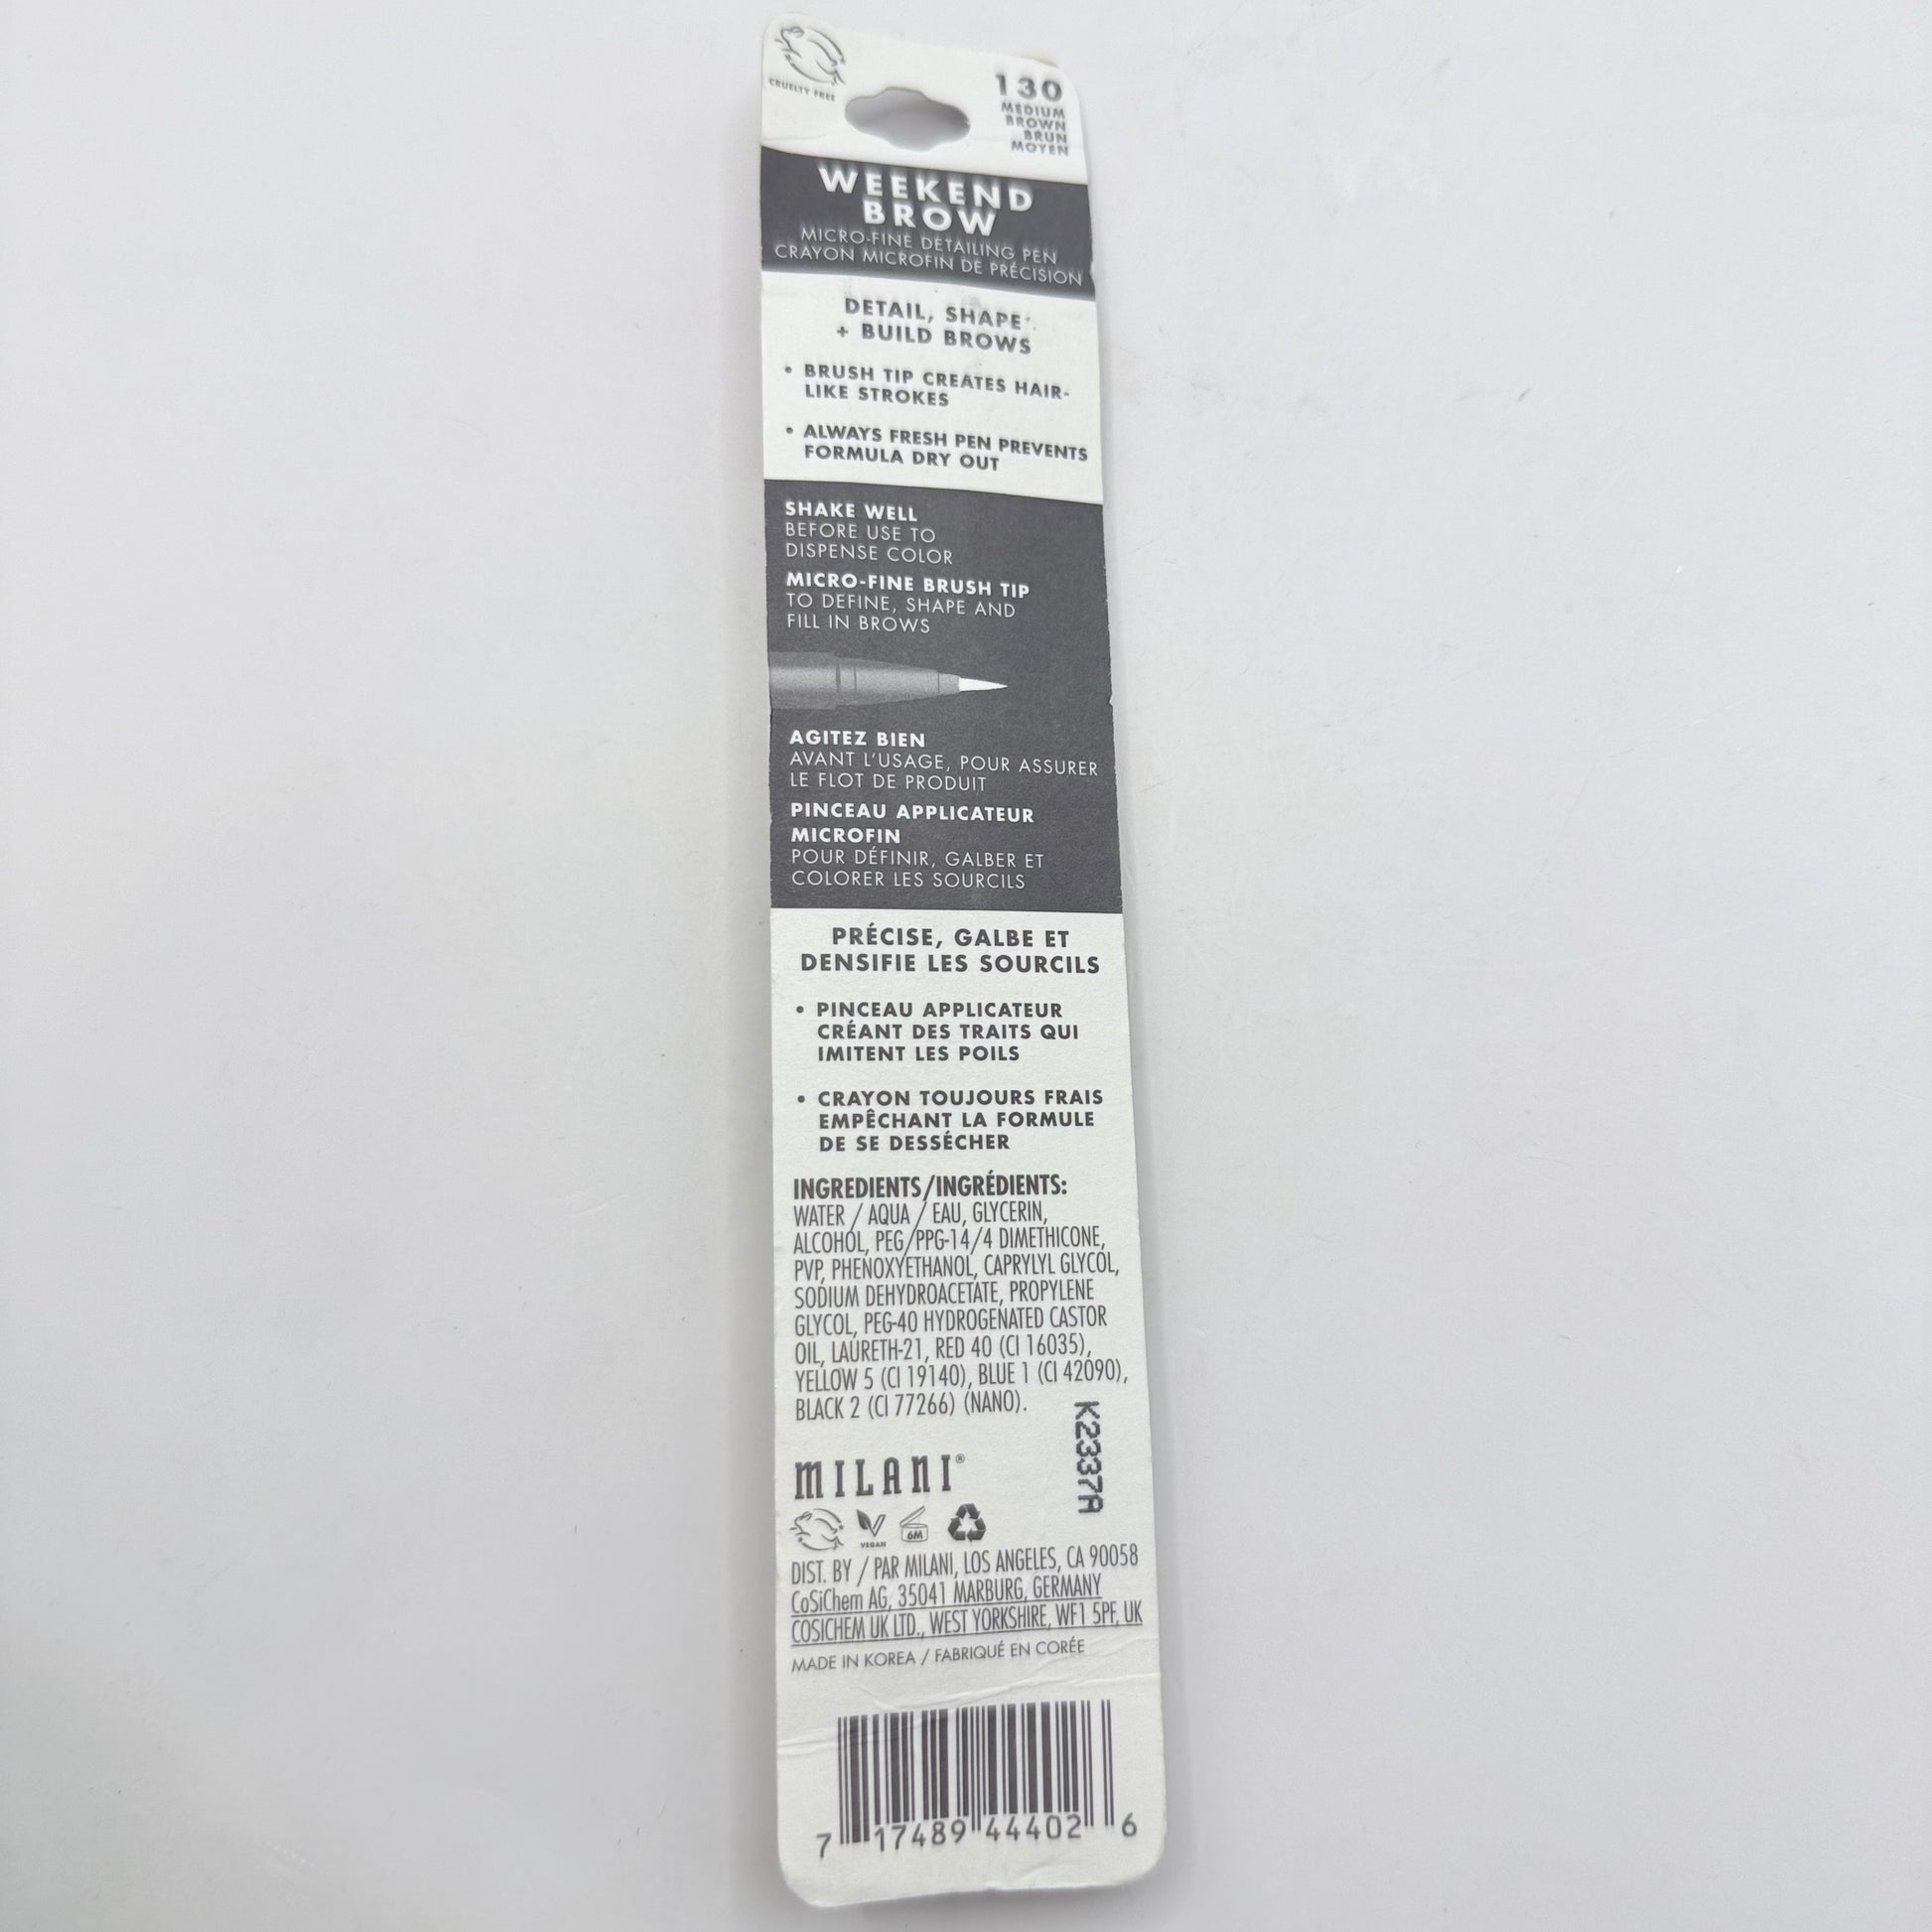 CRUELTY FREE
130
MEDIUM
BROWN
BRUN
MOYEN
WEEKEND
BROW
MICRO-FINE DETAILING PEN
CRAYON MICROFIN DE PRÉCISION
DETAIL, SHAPE
+ BUILD BROWS
• BRUSH TIP CREATES HAIR-
LIKE STROKES
• ALWAYS FRESH PEN PREVENTS
FORMULA DRY OUT
SHAKE WELL
BEFORE USE TO
DISPENSE COLOR
MICRO-FINE BRUSH TIP
TO DEFINE, SHAPE AND
FILL IN BROWS
AGITEZ BIEN
AVANT L'USAGE, POUR ASSURER
LE FLOT DE PRODUIT
PINCEAU APPLICATEUR
MICROFIN
POUR DÉFINIR, GALBER ET
COLORER LES SOURCILS
PRÉCISE, GALBE ET
DENSIFIE LES SOURCILS
• PINCEAU APPLICATEUR
CRÉANT DES TRAITS QUI
IMITENT LES POILS
• CRAYON TOUJOURS FRAIS
EMPÊCHANT LA FORMULE
DE SE DESSÉCHER
INGREDIENTS/INGRÉDIENTS:
WATER / AQUA / EAU, GLYCERIN,
ALCOHOL, PEG/PPG-14/4 DIMETHICONE,
PVP, PHENOXYETHANOL, CAPRYLYL GLYCOL,
SODIUM DEHYDROACETATE, PROPYLENE
GLYCOL, PEG-40 HYDROGENATED CASTOR
OIL, LAURETH-21, RED 40 (CI 16035),
YELLOW 5 (CI 19140), BLUE 1 (CI 42090),
BLACK 2 (CI 77266) (NANO).
K2337A
MILANI®
VEGAN
6M
DIST. BY / PAR MILANI, LOS ANGELES, CA 90058
CoSiChem AG, 35041 MARBURG, GERMANY
COSICHEM UK LTD., WEST YORKSHIRE, WF1 5PF, UK
MADE IN KOREA / FABRIQUÉ EN CORÉE
7 17489 44402 6